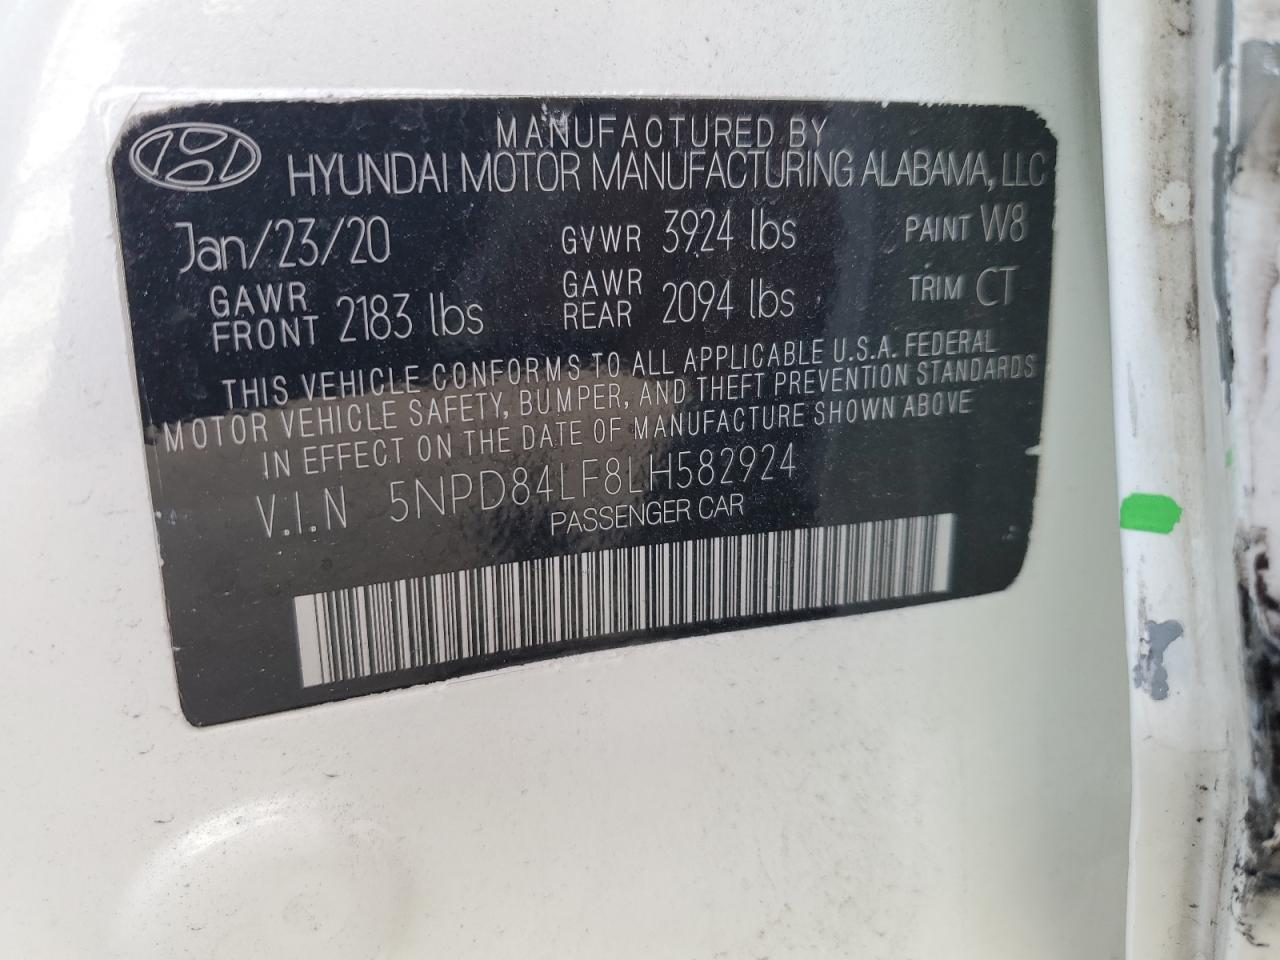 MANUFACTURED BY
HYUNDAI MOTOR MANUFACTURING ALABAMA, LLC
Jan/23/20 GVWR 3924 lbs PAINT W8
GAWR FRONT 2183 lbs GAWR REAR 2094 lbs TRIM CT
THIS VEHICLE CONFORMS TO ALL APPLICABLE U.S.A. FEDERAL
MOTOR VEHICLE SAFETY, BUMPER, AND THEFT PREVENTION STANDARDS
IN EFFECT ON THE DATE OF MANUFACTURE SHOWN ABOVE
V.I.N 5NPD84LF8LH582924
PASSENGER CAR